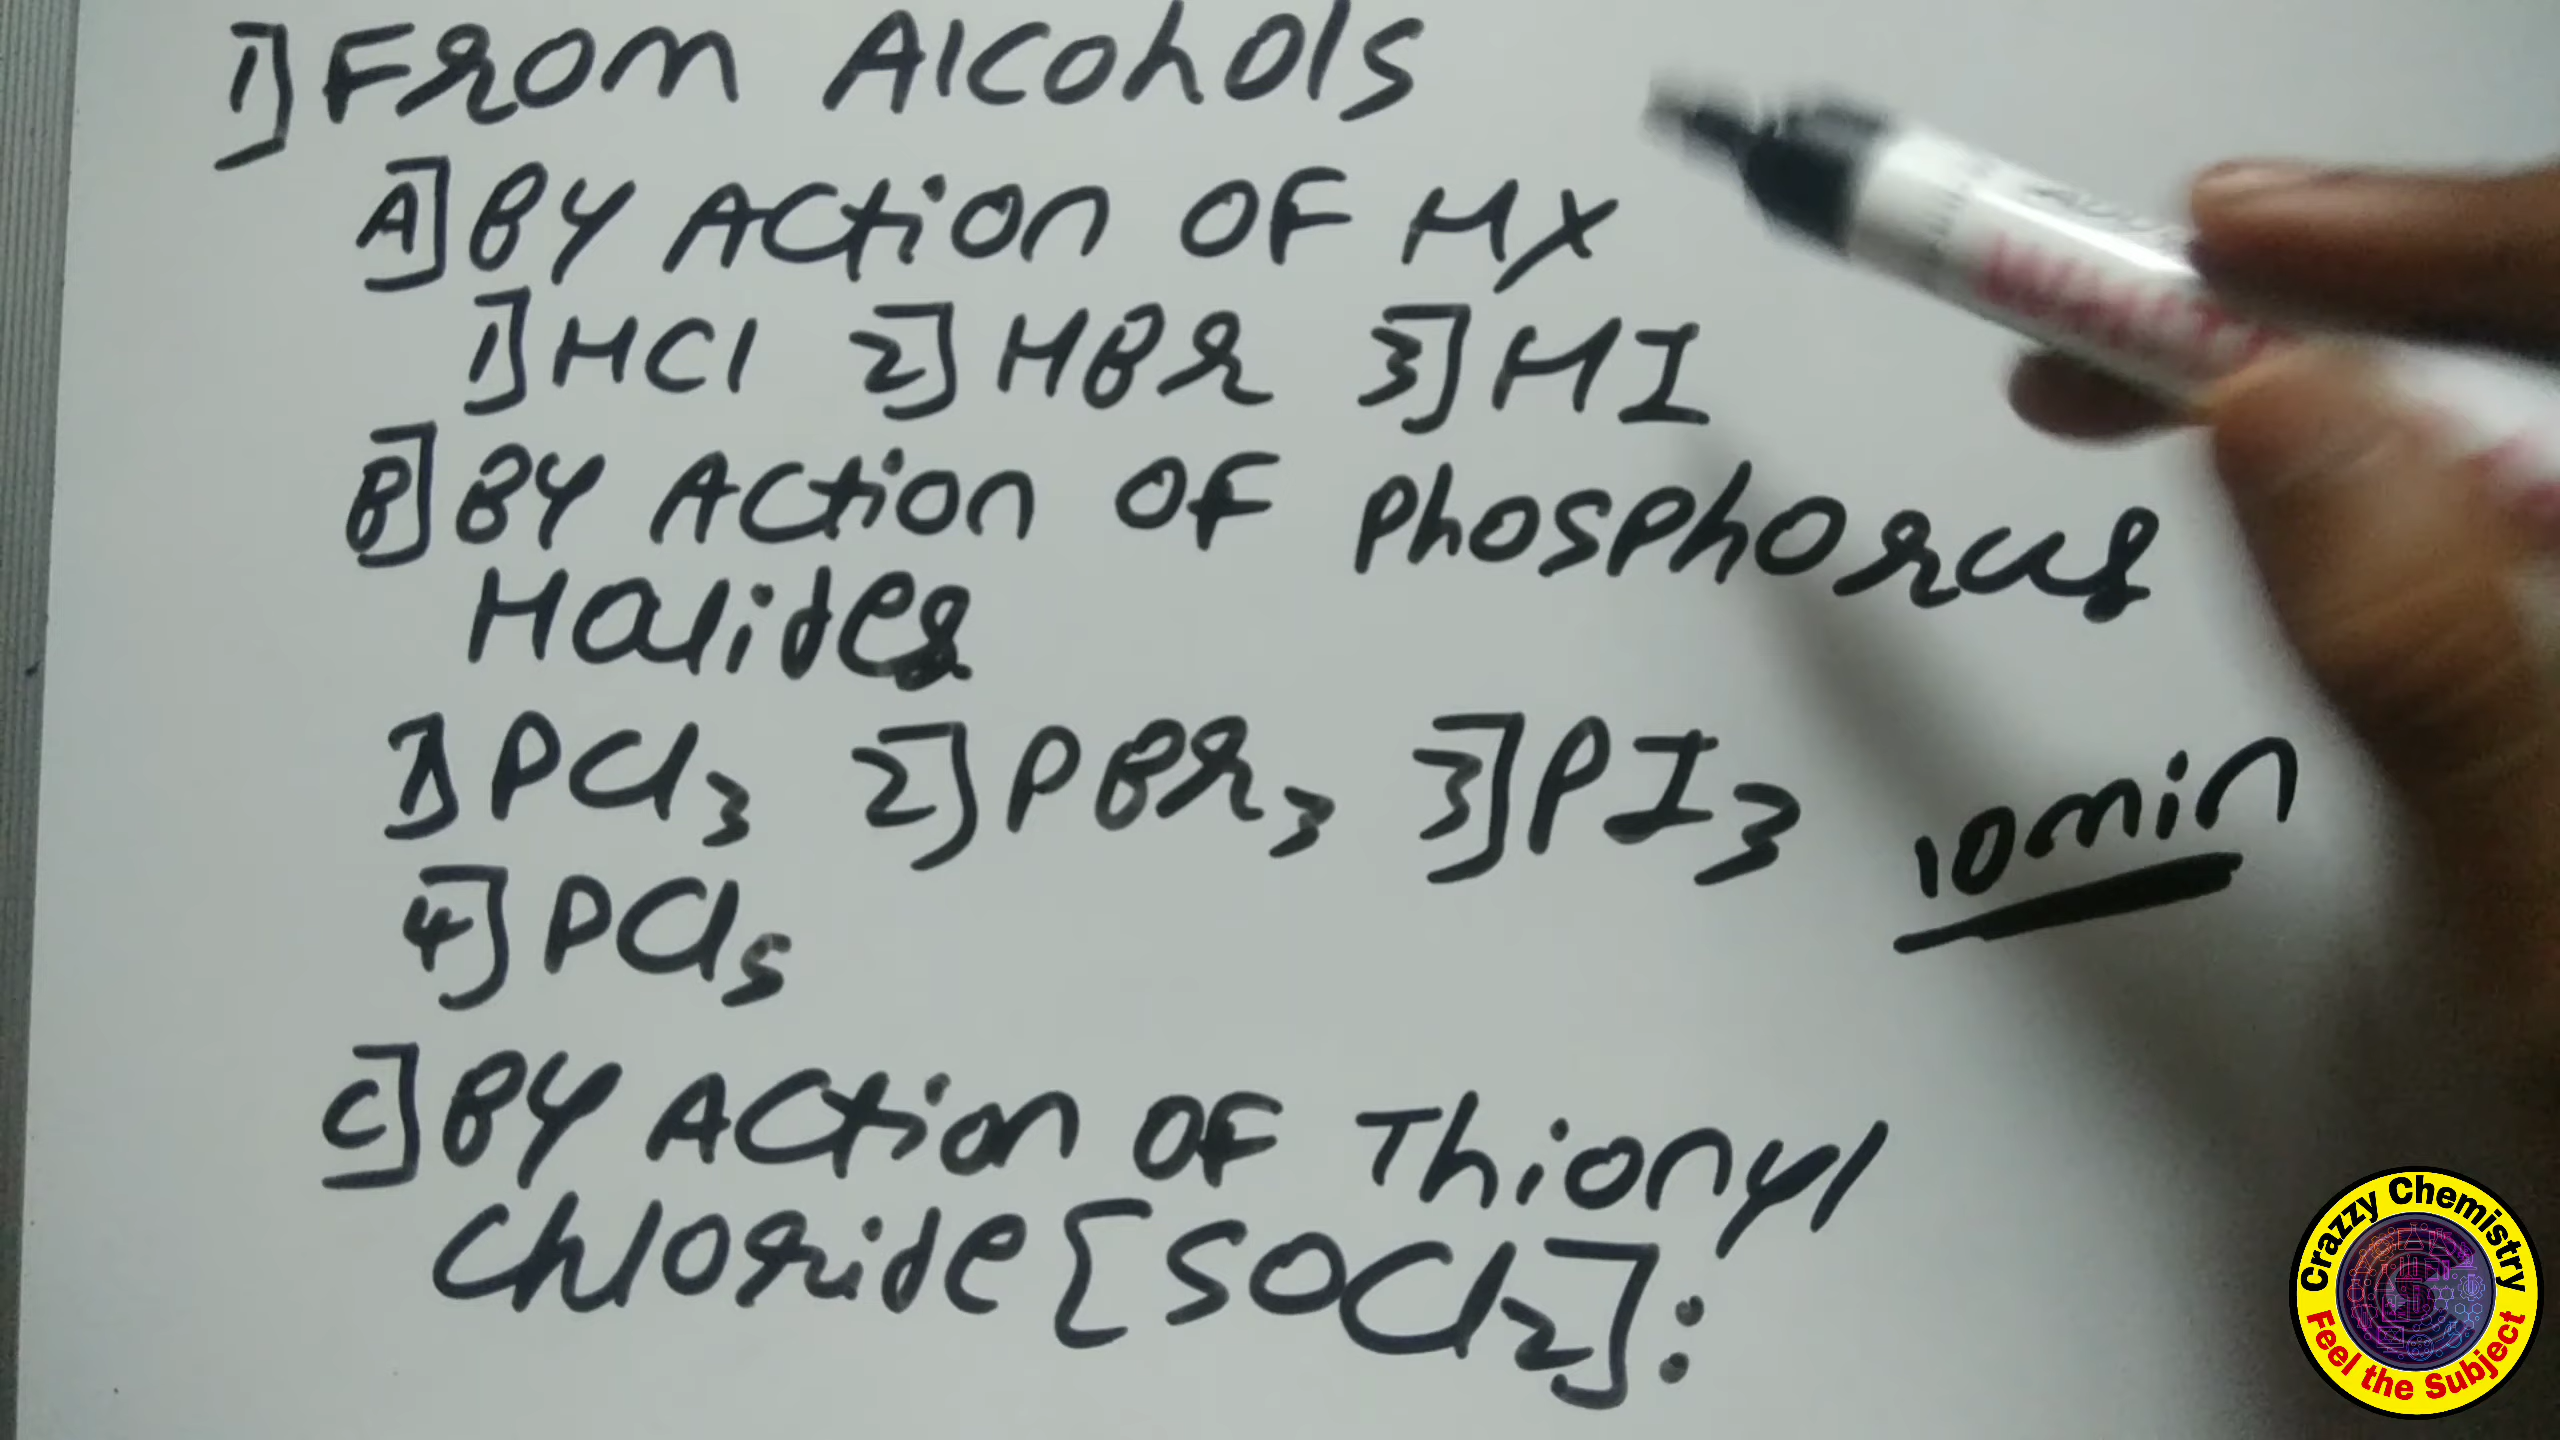 1] From Alcohols
A] BY Action OF HX
1] HCl 2] HBr 3] HI
B] BY Action OF Phosphorus
Halides
1] PCl3 2] PBr3 3] PI3
10min
4] PCl5
C] BY Action OF Thionyl
Chloride [SOCl2]:
Crazzy Chemistry
Feel the Subject